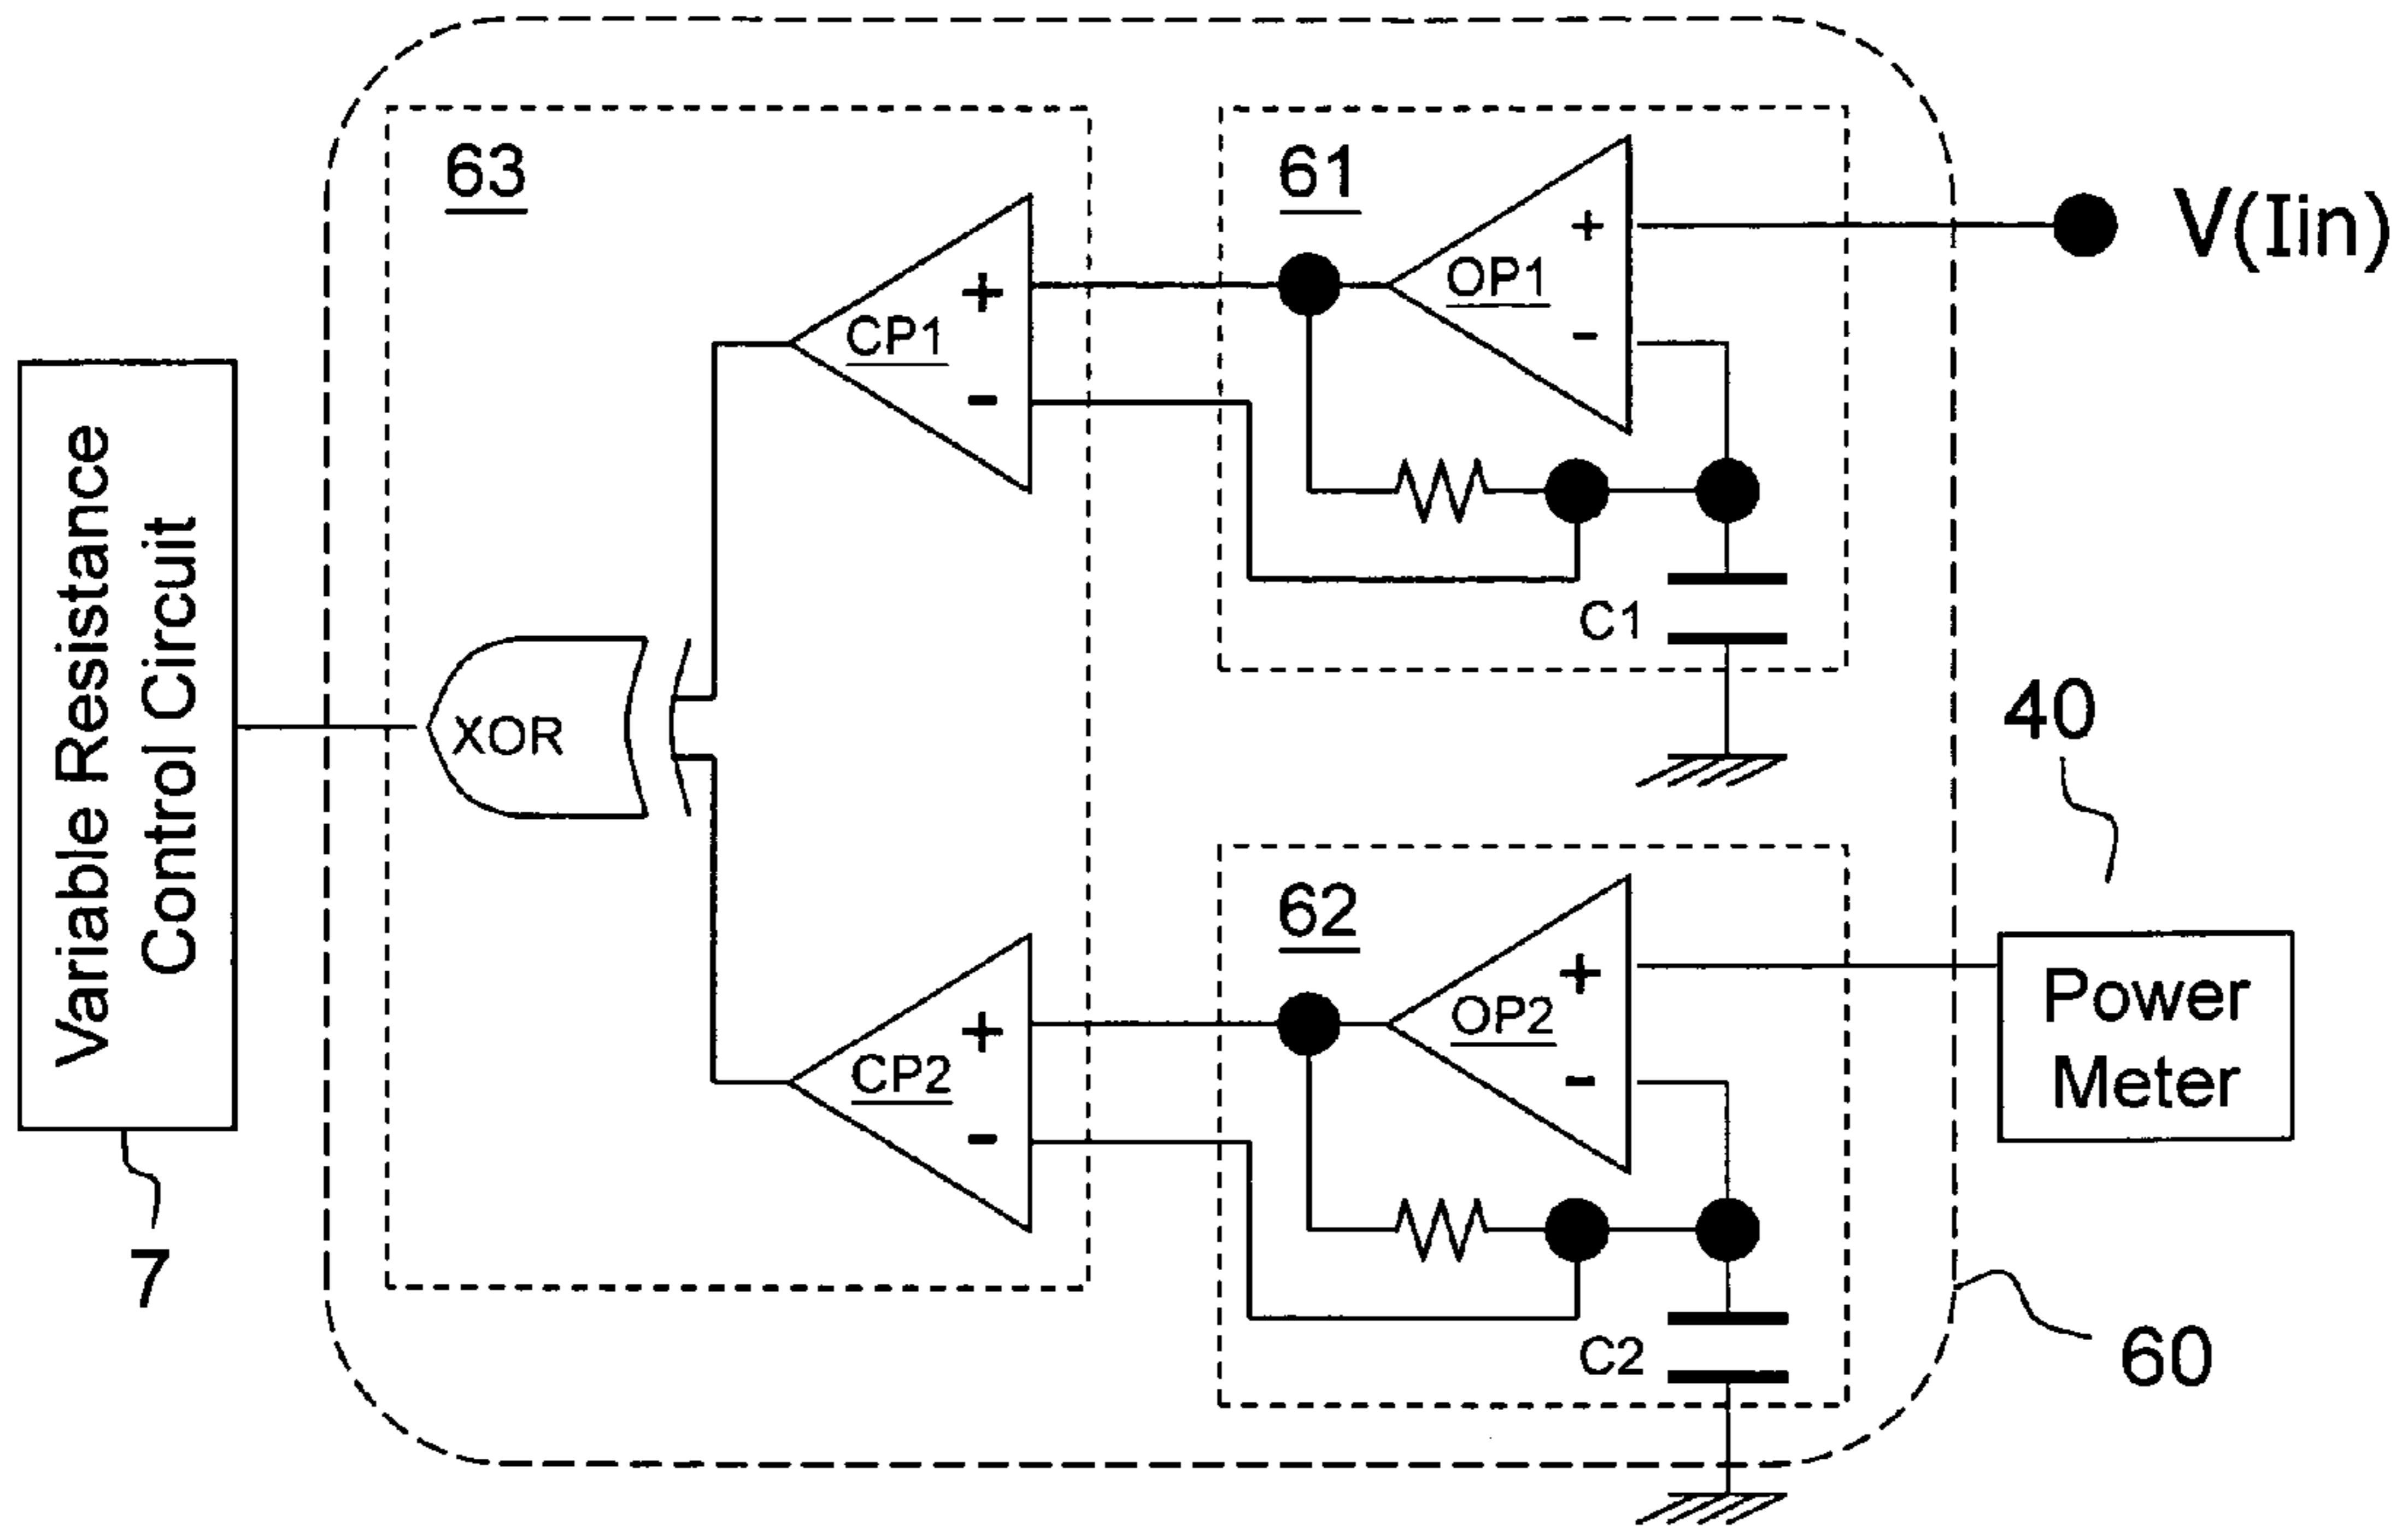 63
61
V(Iin)
+
OP1
-
+
CP1
-
C1
Variable Resistance
Control Circuit
XOR
40
62
+
OP2
-
+
CP2
-
Power
Meter
C2
7
60